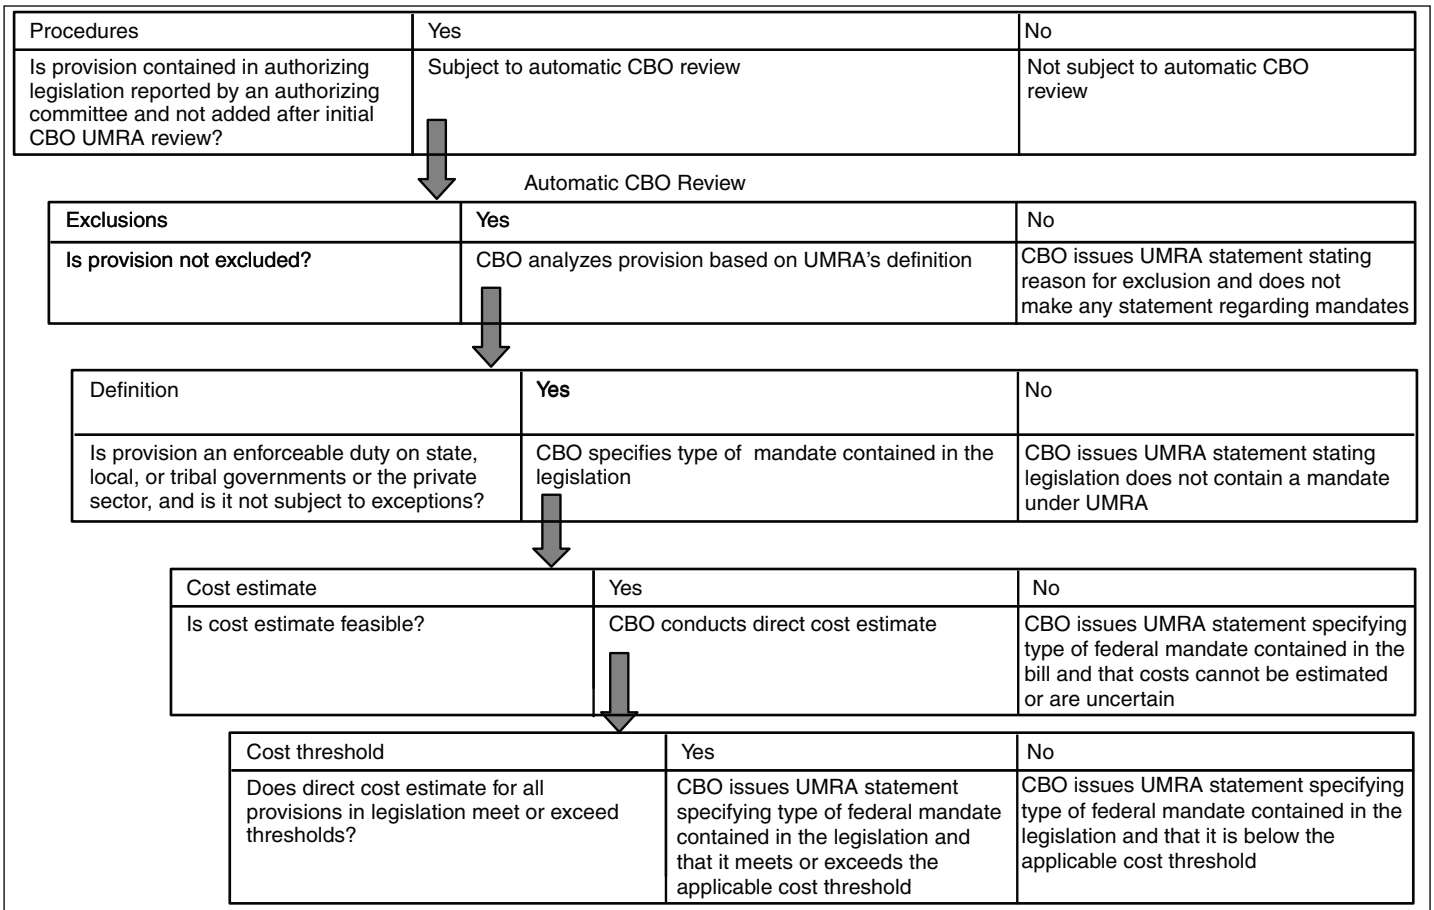 Procedures
Yes
No
Is provision contained in authorizing
legislation reported by an authorizing
committee and not added after initial
CBO UMRA review?
Subject to automatic CBO review
Not subject to automatic CBO
review
Automatic CBO Review
Exclusions
Yes
No
Is provision not excluded?
CBO analyzes provision based on UMRA's definition
CBO issues UMRA statement stating
reason for exclusion and does not
make any statement regarding mandates
Definition
Yes
No
Is provision an enforceable duty on state,
local, or tribal governments or the private
sector, and is it not subject to exceptions?
CBO specifies type of mandate contained in the
legislation
CBO issues UMRA statement stating
legislation does not contain a mandate
under UMRA
Cost estimate
Yes
No
Is cost estimate feasible?
CBO conducts direct cost estimate
CBO issues UMRA statement specifying
type of federal mandate contained in the
bill and that costs cannot be estimated
or are uncertain
Cost threshold
Yes
No
Does direct cost estimate for all
provisions in legislation meet or exceed
thresholds?
CBO issues UMRA statement
specifying type of federal mandate
contained in the legislation and
that it meets or exceeds the
applicable cost threshold
CBO issues UMRA statement specifying
type of federal mandate contained in the
legislation and that it is below the
applicable cost threshold